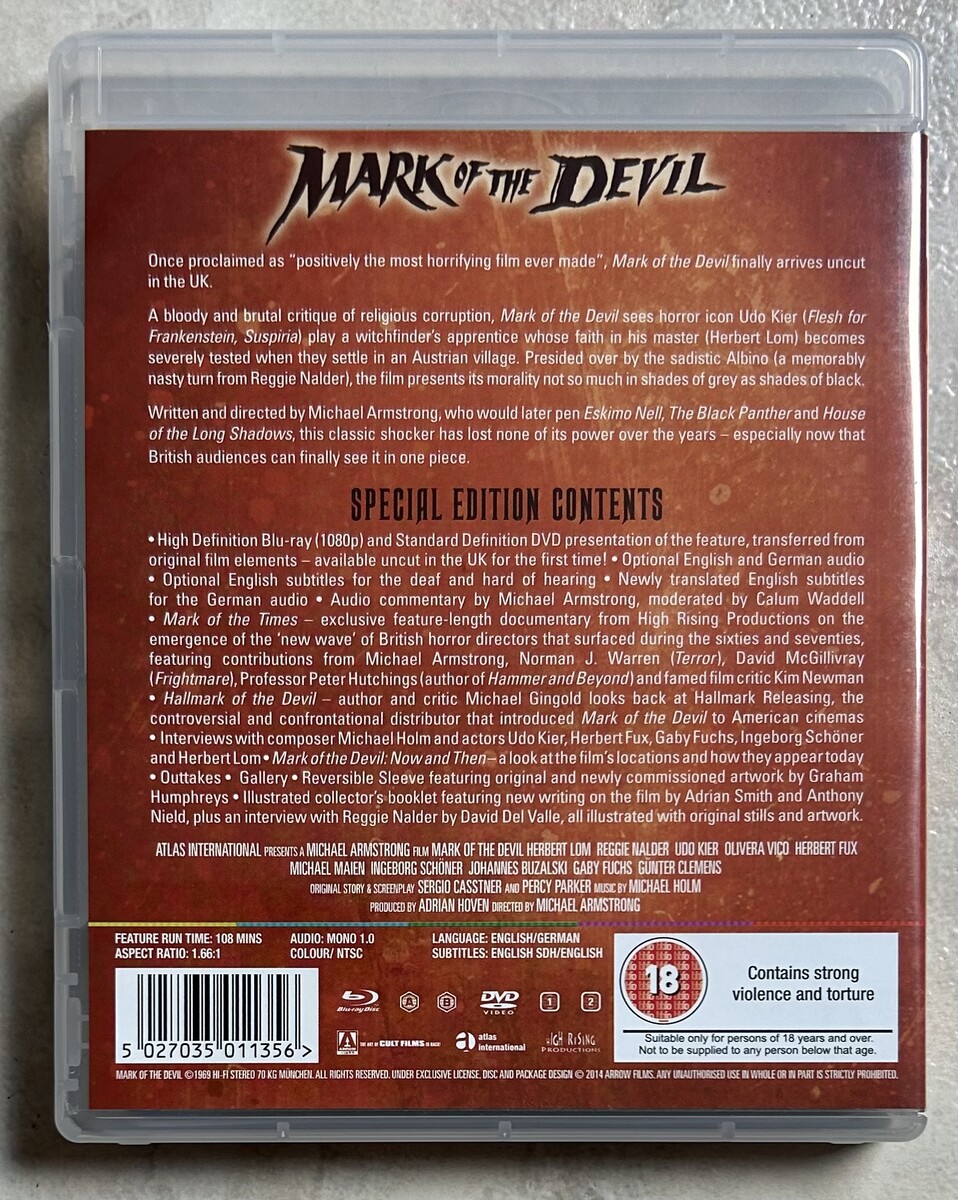 MARK OF THE DEVIL
Once proclaimed as "positively the most horrifying film ever made", Mark of the Devil finally arrives uncut
in the UK.
A bloody and brutal critique of religious corruption, Mark of the Devil sees horror icon Udo Kier (Flesh for
Frankenstein, Suspiria) play a witchfinder's apprentice whose faith in his master (Herbert Lom) becomes
severely tested when they settle in an Austrian village. Presided over by the sadistic Albino (a memorably
nasty turn from Reggie Nalder), the film presents its morality not so much in shades of grey as shades of black.
Written and directed by Michael Armstrong, who would later pen Eskimo Nell, The Black Panther and House
of the Long Shadows, this classic shocker has lost none of its power over the years – especially now that
British audiences can finally see it in one piece.
SPECIAL EDITION CONTENTS
• High Definition Blu-ray (1080p) and Standard Definition DVD presentation of the feature, transferred from
original film elements – available uncut in the UK for the first time! • Optional English and German audio
• Optional English subtitles for the deaf and hard of hearing • Newly translated English subtitles
for the German audio • Audio commentary by Michael Armstrong, moderated by Calum Waddell
• Mark of the Times – exclusive feature-length documentary from High Rising Productions on the
emergence of the 'new wave' of British horror directors that surfaced during the sixties and seventies,
featuring contributions from Michael Armstrong, Norman J. Warren (Terror), David McGillivray
(Frightmare), Professor Peter Hutchings (author of Hammer and Beyond) and famed film critic Kim Newman
• Hallmark of the Devil – author and critic Michael Gingold looks back at Hallmark Releasing, the
controversial and confrontational distributor that introduced Mark of the Devil to American cinemas
• Interviews with composer Michael Holm and actors Udo Kier, Herbert Fux, Gaby Fuchs, Ingeborg Schöner
and Herbert Lom • Mark of the Devil: Now and Then – a look at the film's locations and how they appear today
• Outtakes • Gallery • Reversible Sleeve featuring original and newly commissioned artwork by Graham
Humphreys • Illustrated collector's booklet featuring new writing on the film by Adrian Smith and Anthony
Nield, plus an interview with Reggie Nalder by David Del Valle, all illustrated with original stills and artwork.
ATLAS INTERNATIONAL PRESENTS A MICHAEL ARMSTRONG FILM MARK OF THE DEVIL HERBERT LOM REGGIE NALDER UDO KIER OLIVERA VICO HERBERT FUX
MICHAEL MAIEN INGEBORG SCHÖNER JOHANNES BUZALSKI GABY FUCHS GÜNTER CLEMENS
ORIGINAL STORY & SCREENPLAY SERGIO CASSTNER AND PERCY PARKER MUSIC BY MICHAEL HOLM
PRODUCED BY ADRIAN HOVEN DIRECTED BY MICHAEL ARMSTRONG
FEATURE RUN TIME: 108 MINS AUDIO: MONO 1.0 LANGUAGE: ENGLISH/GERMAN
ASPECT RATIO: 1.66:1 COLOUR/ NTSC SUBTITLES: ENGLISH SDH/ENGLISH
18
Contains strong
violence and torture
Suitable only for persons of 18 years and over.
Not to be supplied to any person below that age.
Blu-ray Disc A B DVD VIDEO 1 2
ARROW THE ART OF CULT FILMS IS BACK! atlas international HIGH RISING PRODUCTIONS
5 027035 011356 >
MARK OF THE DEVIL ©1969 HI-FI STEREO 70 KG MÜNCHEN. ALL RIGHTS RESERVED. UNDER EXCLUSIVE LICENSE. DISC AND PACKAGE DESIGN © 2014 ARROW FILMS. ANY UNAUTHORISED USE IN WHOLE OR IN PART IS STRICTLY PROHIBITED.